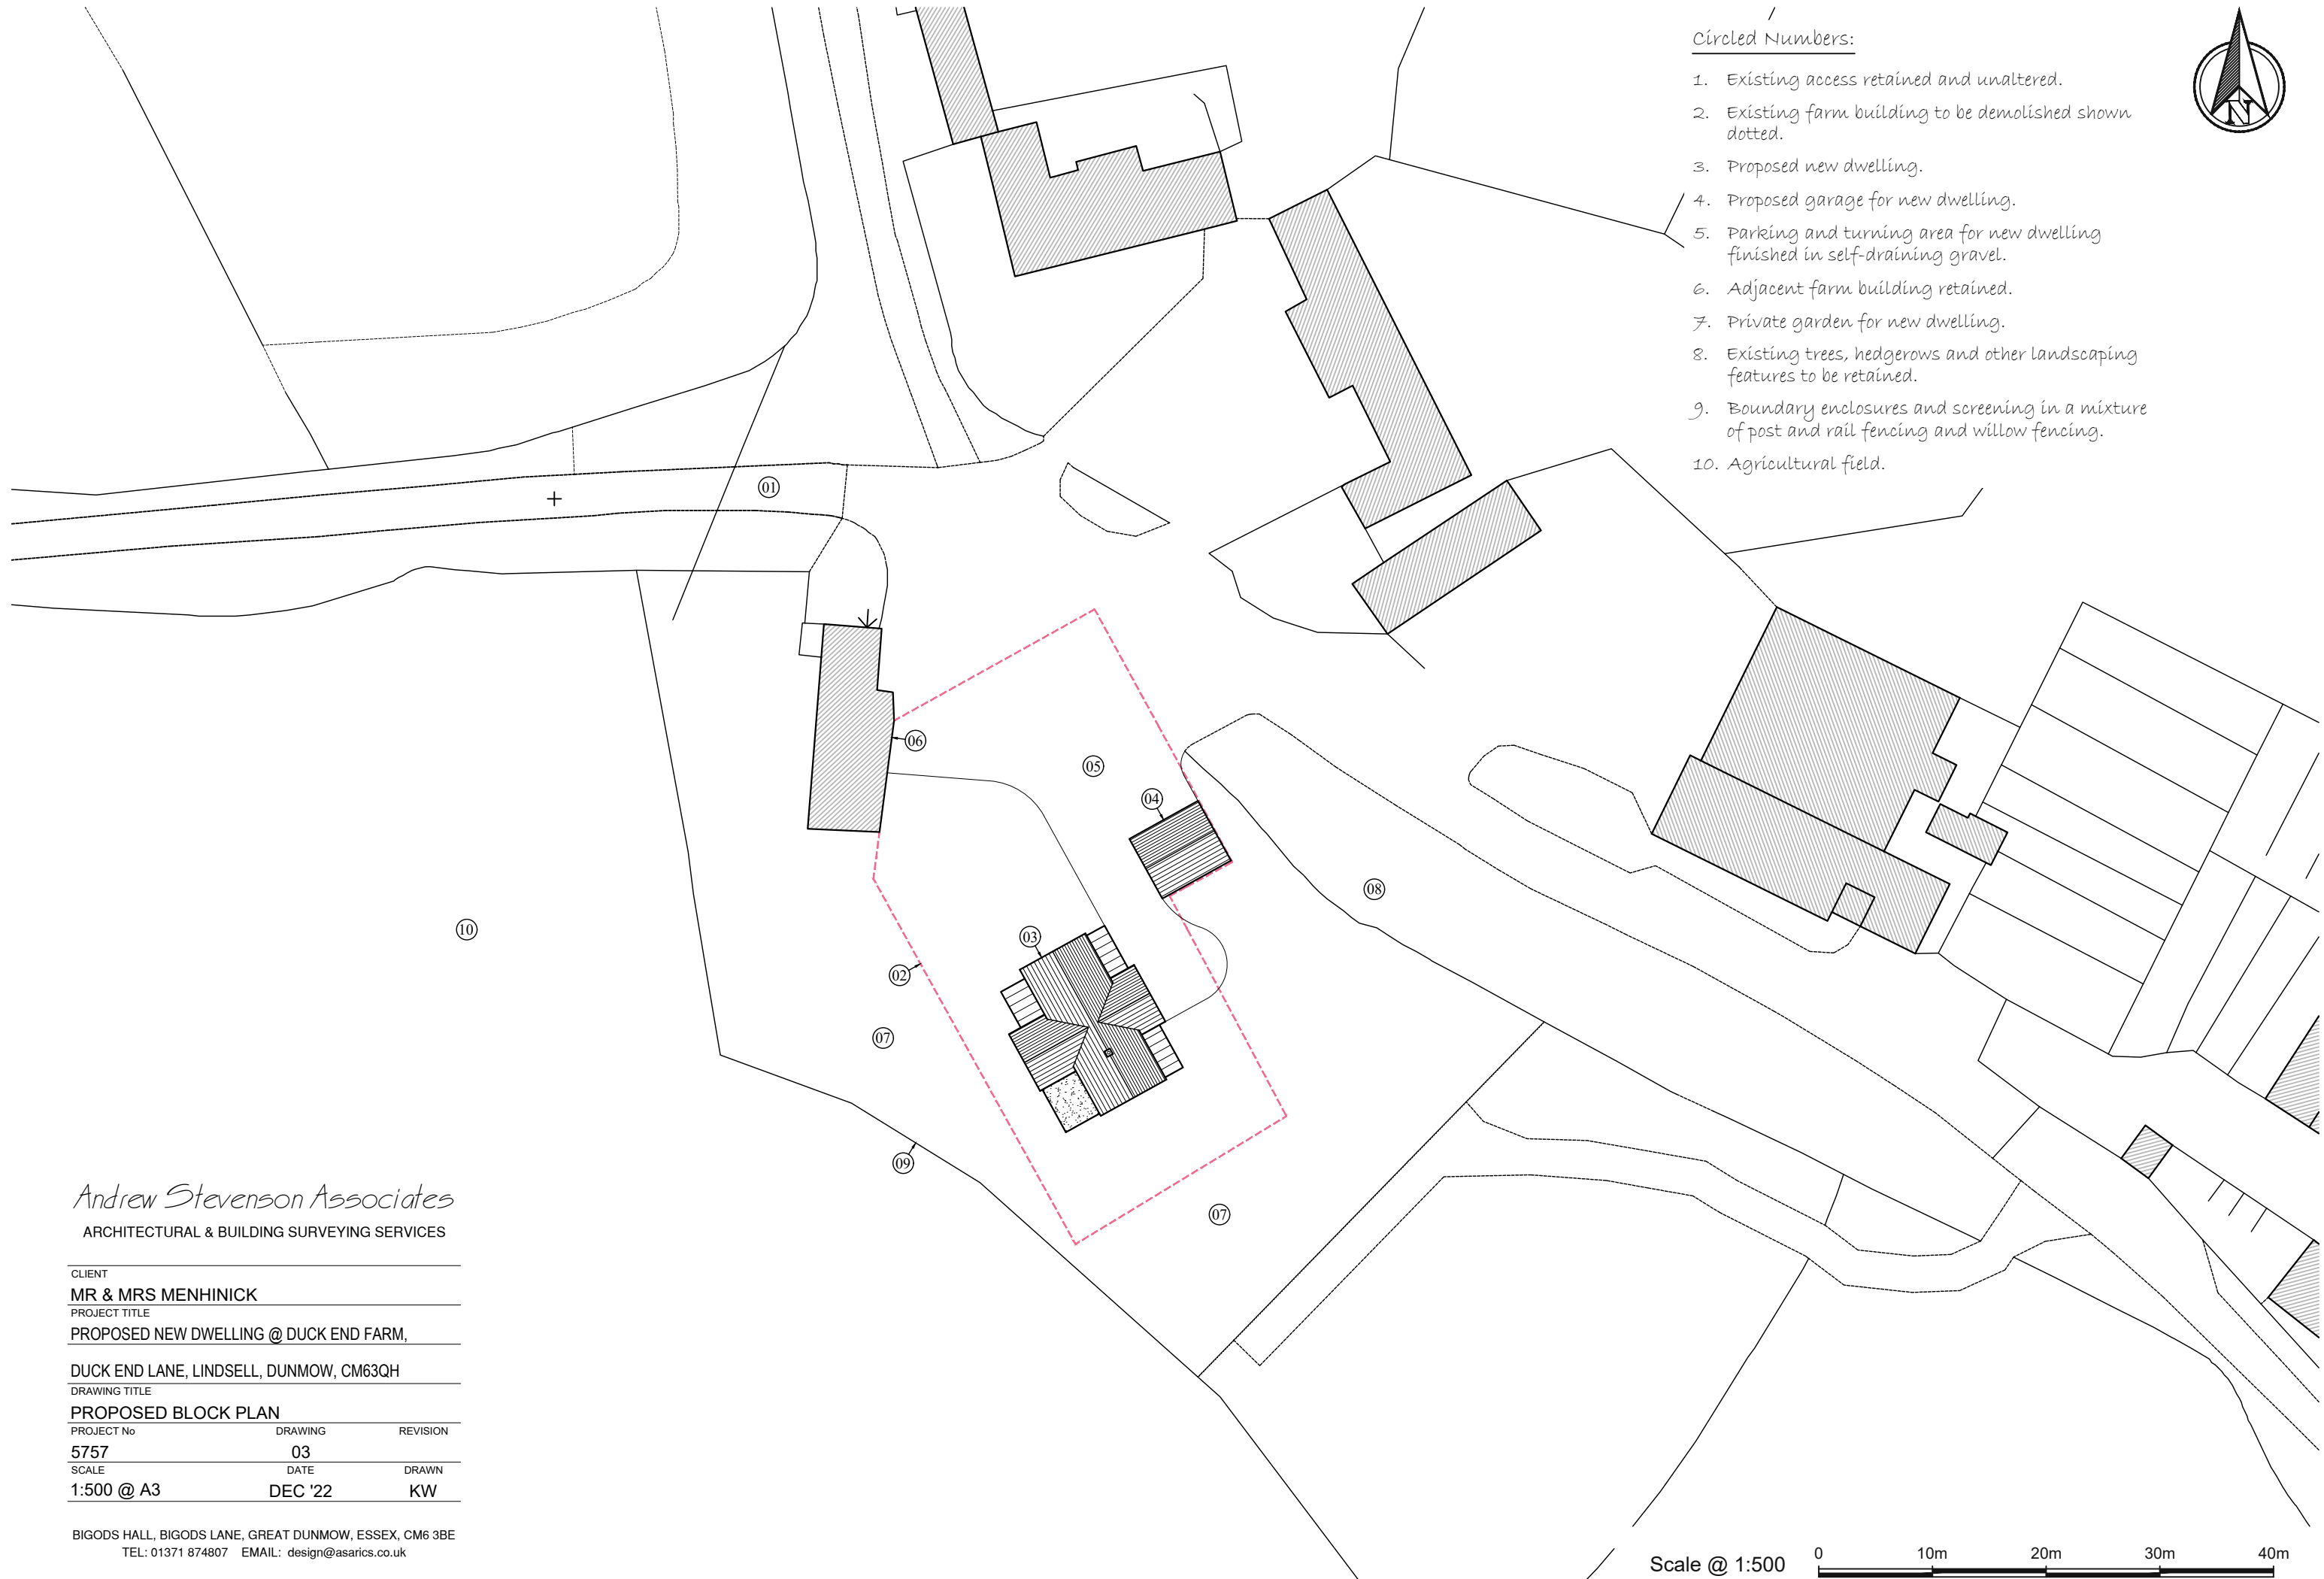 Circled Numbers:
1. Existing access retained and unaltered.
2. Existing farm building to be demolished shown
dotted.
3. Proposed new dwelling.
4. Proposed garage for new dwelling.
5. Parking and turning area for new dwelling
finished in self-draining gravel.
6. Adjacent farm building retained.
7. Private garden for new dwelling.
8. Existing trees, hedgerows and other landscaping
features to be retained.
9. Boundary enclosures and screening in a mixture
of post and rail fencing and willow fencing.
10. Agricultural field.
N
01
06
05
04
08
03
10
02
07
09
07
Andrew Stevenson Associates
ARCHITECTURAL & BUILDING SURVEYING SERVICES
CLIENT
MR & MRS MENHINICK
PROJECT TITLE
PROPOSED NEW DWELLING @ DUCK END FARM,
DUCK END LANE, LINDSELL, DUNMOW, CM63QH
DRAWING TITLE
PROPOSED BLOCK PLAN
PROJECT No DRAWING REVISION
5757 03
SCALE DATE DRAWN
1:500 @ A3 DEC '22 KW
BIGODS HALL, BIGODS LANE, GREAT DUNMOW, ESSEX, CM6 3BE
TEL: 01371 874807 EMAIL: design@asarics.co.uk
Scale @ 1:500 0 10m 20m 30m 40m